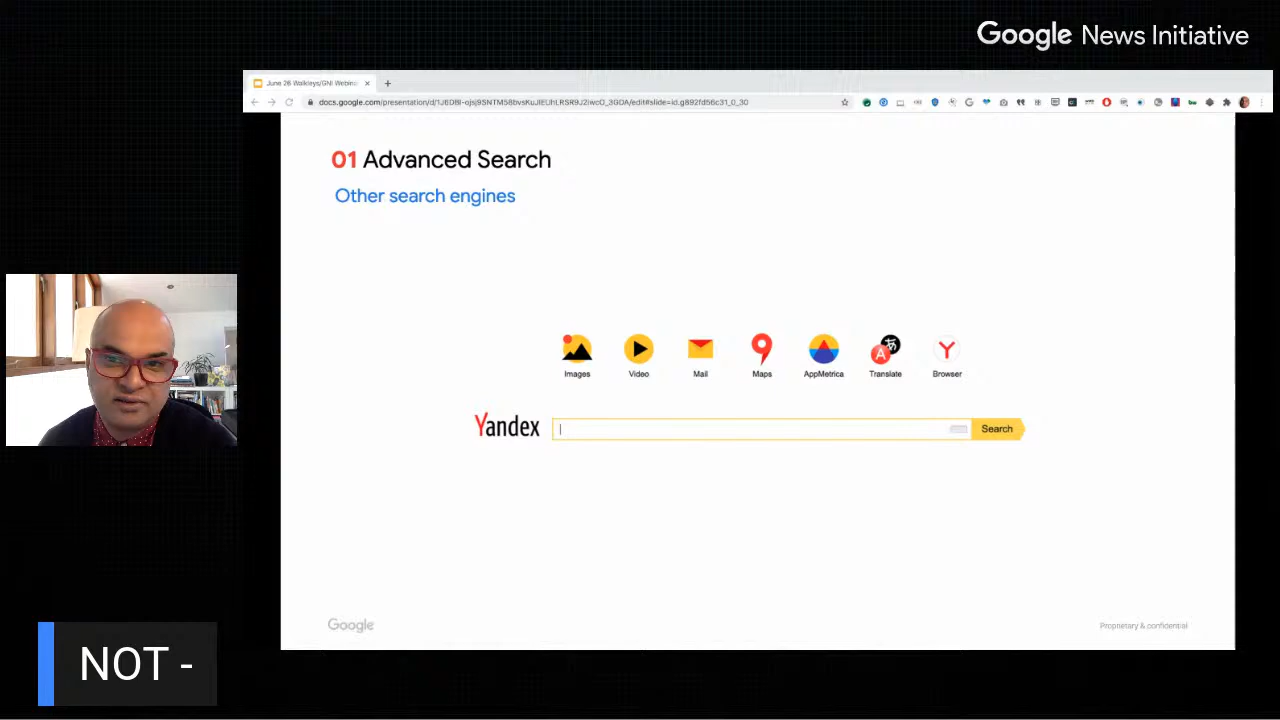 Google News Initiative
June 26 Walkleys/GNI Webina
01 Advanced Search
Other search engines
Images Video Mail Maps AppMetrica Translate Browser
Yandex Search
Google Proprietary & confidential
NOT -